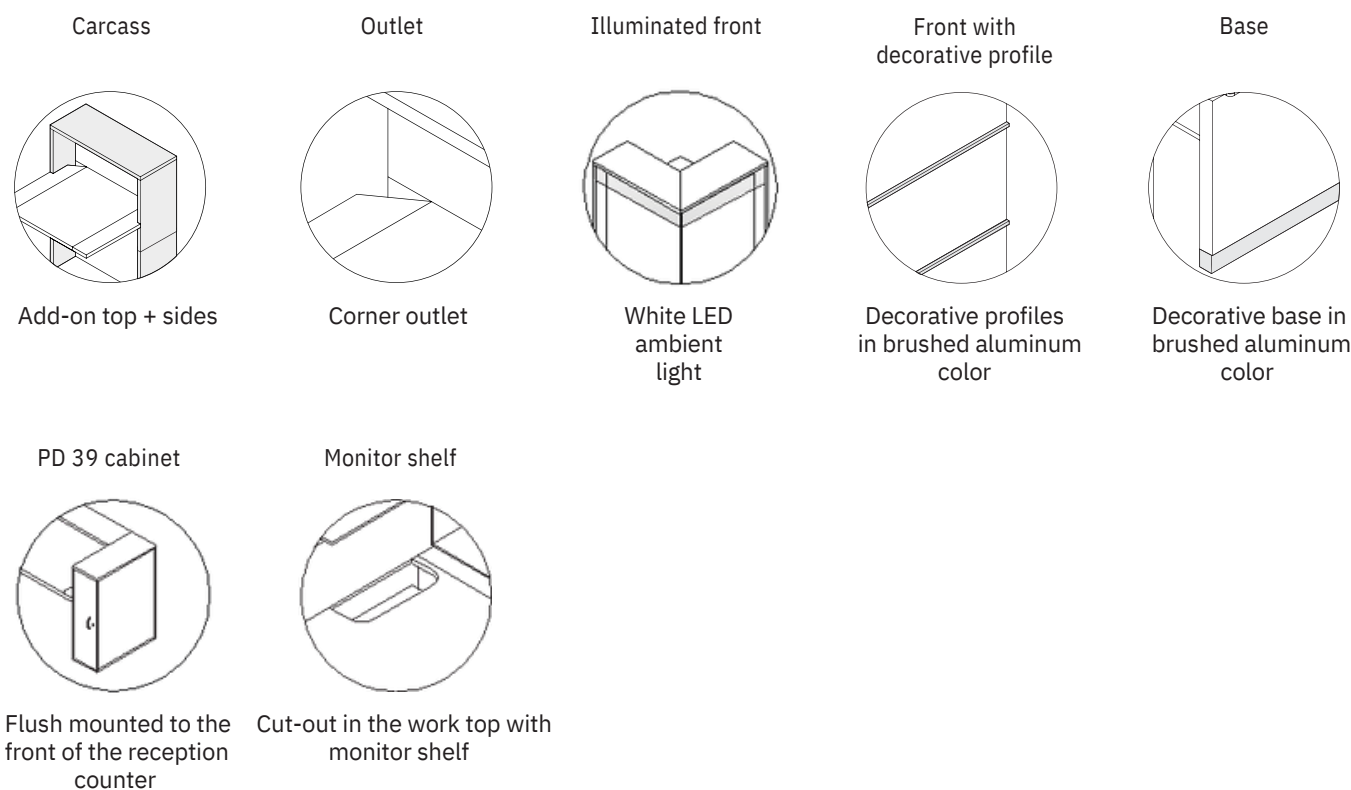 Carcass
Outlet
Illuminated front
Front with
decorative profile
Base
Add-on top + sides
Corner outlet
White LED
ambient
light
Decorative profiles
in brushed aluminum
color
Decorative base in
brushed aluminum
color
PD 39 cabinet
Monitor shelf
Flush mounted to the
front of the reception
counter
Cut-out in the work top with
monitor shelf